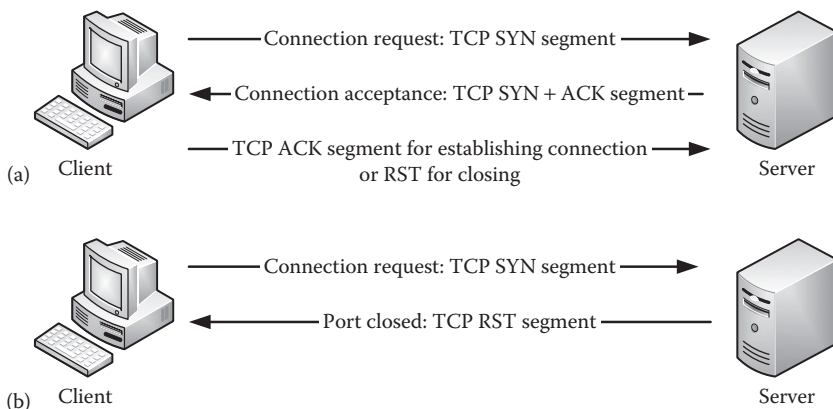 Connection request: TCP SYN segment
Connection acceptance: TCP SYN + ACK segment
TCP ACK segment for establishing connection
or RST for closing
(a)
Client
Server
Connection request: TCP SYN segment
Port closed: TCP RST segment
(b)
Client
Server